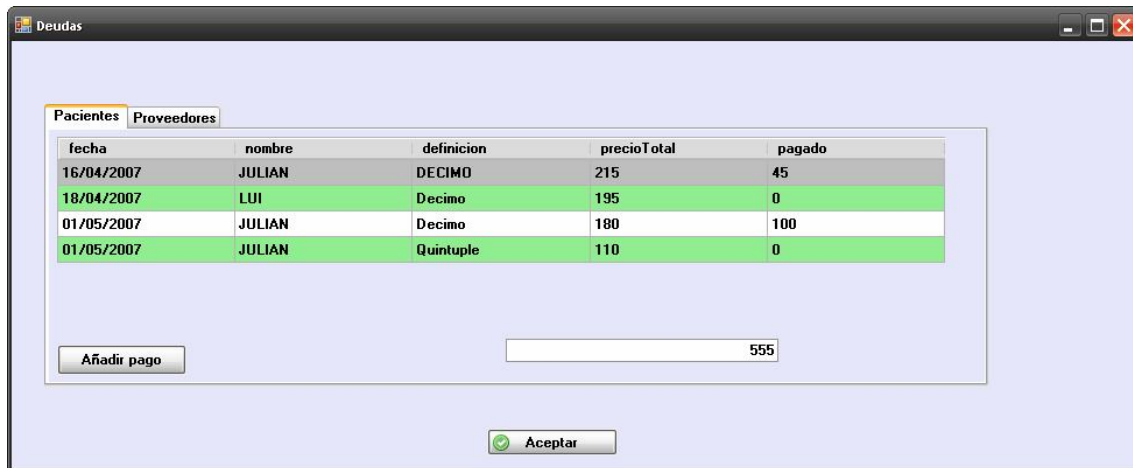 Deudas
Pacientes Proveedores
fecha nombre definicion precioTotal pagado
16/04/2007 JULIAN DECIMO 215 45
18/04/2007 LUI Decimo 195 0
01/05/2007 JULIAN Decimo 180 100
01/05/2007 JULIAN Quintuple 110 0
555
Añadir pago
Aceptar